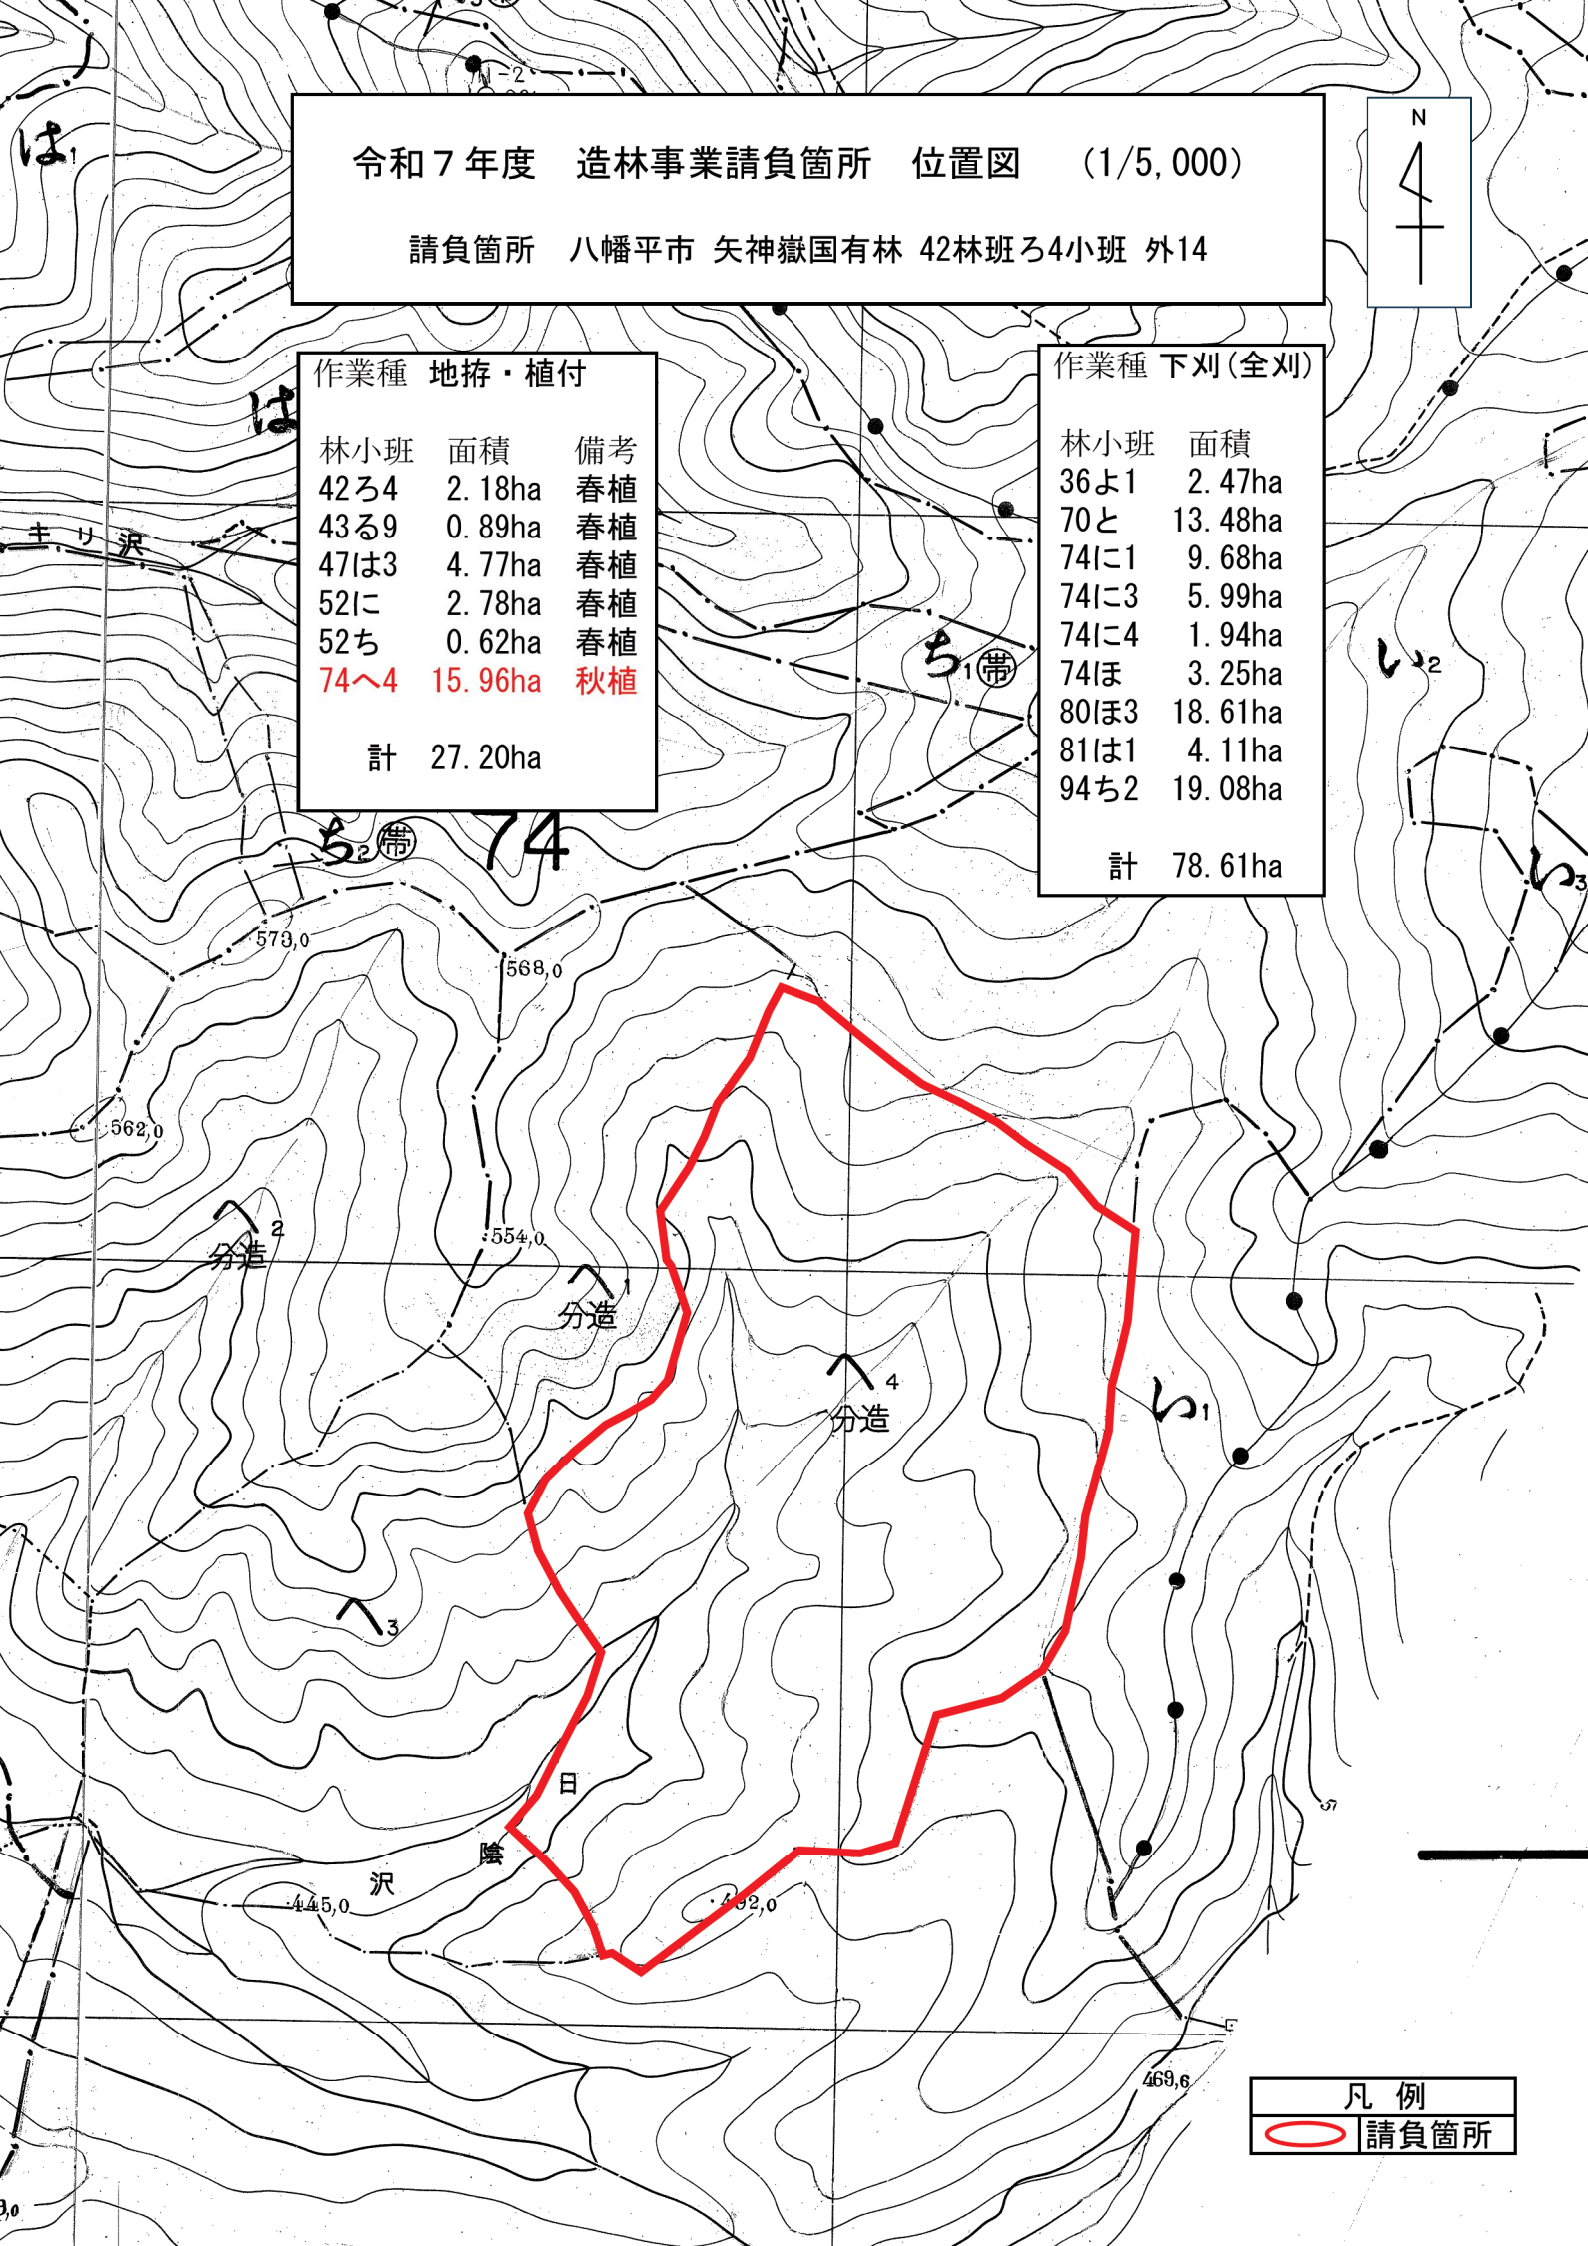 N-2
は1
令和7年度 造林事業請負箇所 位置図 (1/5,000)
請負箇所 八幡平市 矢神嶽国有林 42林班ろ4小班 外14
N
作業種 地拵・植付
林小班 面積 備考
42ろ4 2.18ha 春植
43る9 0.89ha 春植
47は3 4.77ha 春植
52に 2.78ha 春植
52ち 0.62ha 春植
74へ4 15.96ha 秋植
計 27.20ha
作業種 下刈(全刈)
林小班 面積
36よ1 2.47ha
70と 13.48ha
74に1 9.68ha
74に3 5.99ha
74に4 1.94ha
74ほ 3.25ha
80ほ3 18.61ha
81は1 4.11ha
94ち2 19.08ha
計 78.61ha
は
キリ沢
ち1 帯
い2
ち2 帯
74
い3
573,0
568,0
562,0
へ2
分造
554,0
へ1
分造
へ4
分造
い1
へ3
日
陰
沢
445,0
492,0
469,6
凡例
請負箇所